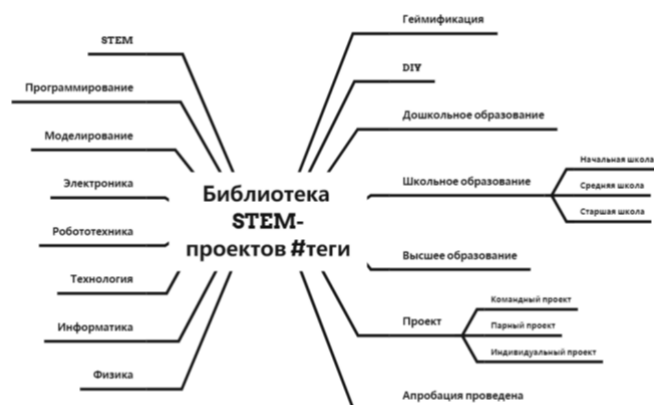 STEM
Программирование
Моделирование
Электроника
Робототехника
Технология
Информатика
Физика
Библиотека
STEM-
проектов #теги
Геймификация
DIY
Дошкольное образование
Школьное образование
Начальная школа
Средняя школа
Старшая школа
Высшее образование
Проект
Командный проект
Парный проект
Индивидуальный проект
Апробация проведена